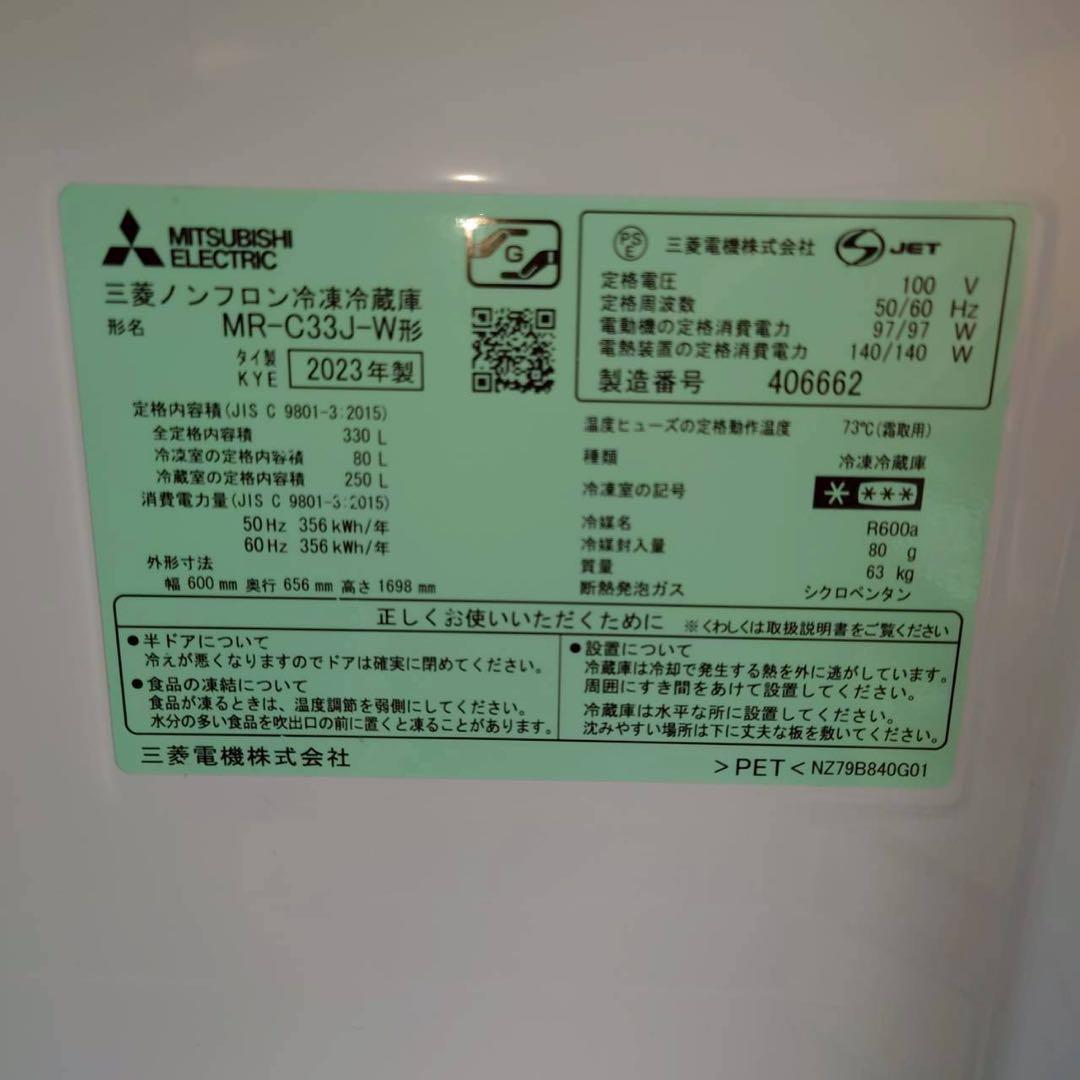 MITSUBISHI
ELECTRIC
G
三菱ノンフロン冷凍冷蔵庫
形名 MR-C33J-W形
タイ製
KYE
2023年製
定格内容積(JIS C 9801-3:2015)
全定格内容積 330 L
冷凍室の定格内容積 80 L
冷蔵室の定格内容積 250 L
消費電力量(JIS C 9801-3:2015)
50Hz 356kWh/年
60Hz 356kWh/年
外形寸法
幅 600mm 奥行 656mm 高さ 1698mm
PSE 三菱電機株式会社 JET
定格電圧 100 V
定格周波数 50/60 Hz
電動機の定格消費電力 97/97 W
電熱装置の定格消費電力 140/140 W
製造番号 406662
温度ヒューズの定格動作温度 73℃(霜取用)
種類 冷凍冷蔵庫
冷凍室の記号 * ***
冷媒名 R600a
冷媒封入量 80 g
質量 63 kg
断熱発泡ガス シクロペンタン
正しくお使いいただくために ※くわしくは取扱説明書をご覧ください
●半ドアについて
冷えが悪くなりますのでドアは確実に閉めてください。
●食品の凍結について
食品が凍るときは、温度調節を弱側にしてください。
水分の多い食品を吹出口の前に置くと凍ることがあります。
●設置について
冷蔵庫は冷却で発生する熱を外に逃がしています。
周囲にすき間をあけて設置してください。
冷蔵庫は水平な所に設置してください。
沈みやすい場所は下に丈夫な板を敷いてください。
三菱電機株式会社
>PET< NZ79B840G01